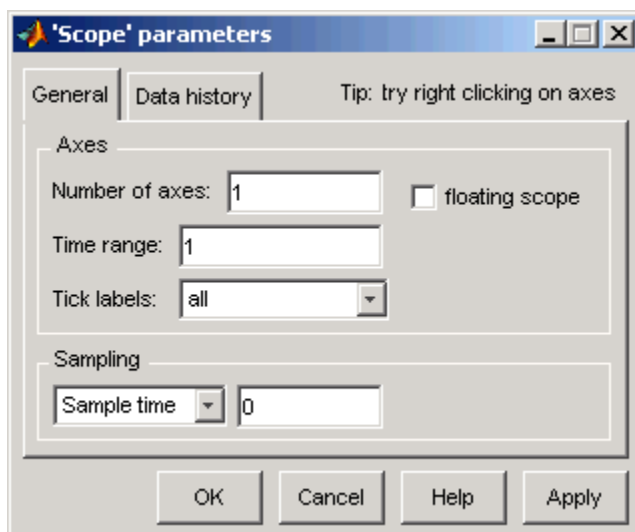 'Scope' parameters
General Data history Tip: try right clicking on axes
Axes
Number of axes: 1 floating scope
Time range: 1
Tick labels: all
Sampling
Sample time 0
OK Cancel Help Apply